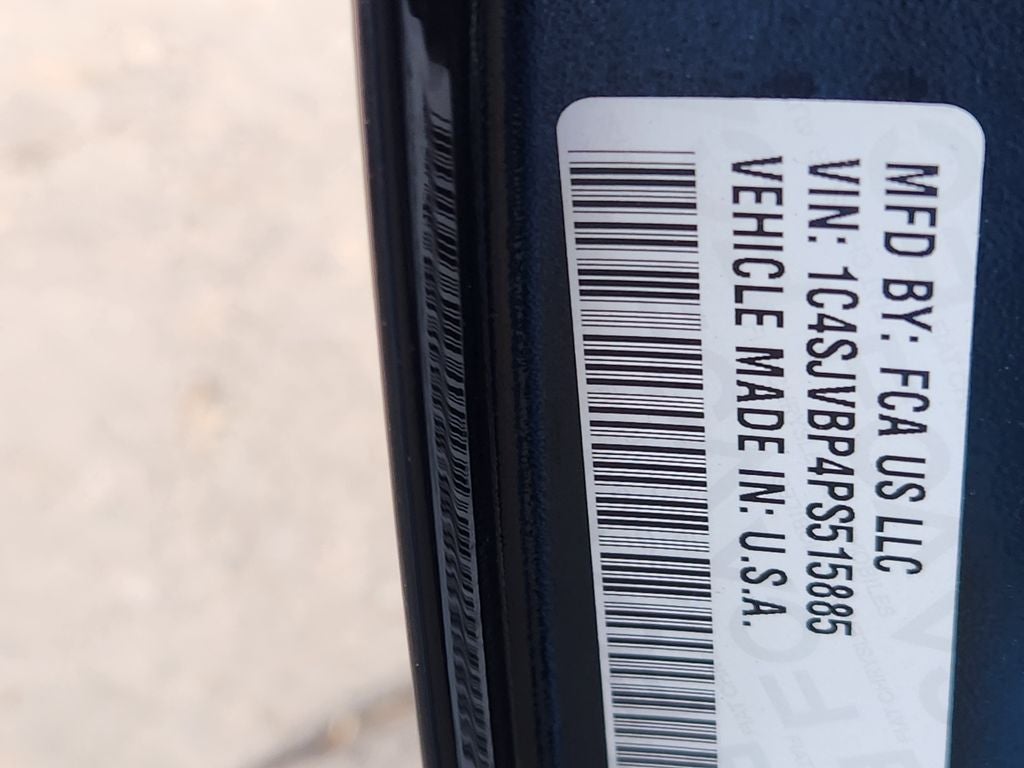 MFD BY: FCA US LLC
VIN: 1C4SJVBP4PS515885
VEHICLE MADE IN: U.S.A.